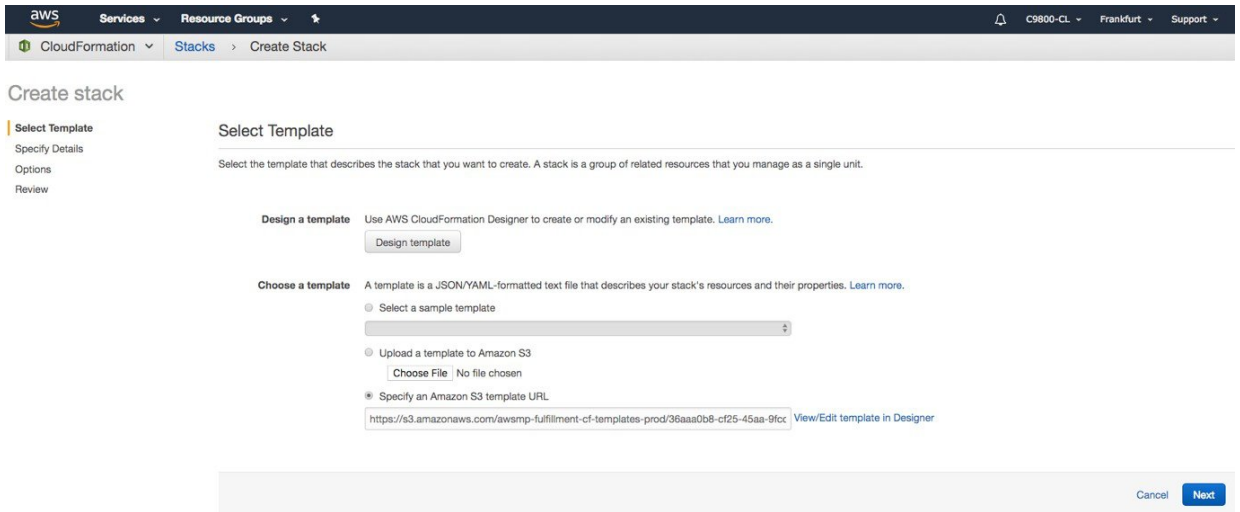 aws Services Resource Groups C9800-CL Frankfurt Support
CloudFormation Stacks > Create Stack
Create stack
Select Template
Specify Details
Options
Review
Select Template
Select the template that describes the stack that you want to create. A stack is a group of related resources that you manage as a single unit.
Design a template Use AWS CloudFormation Designer to create or modify an existing template. Learn more.
Design template
Choose a template A template is a JSON/YAML-formatted text file that describes your stack's resources and their properties. Learn more.
Select a sample template
Upload a template to Amazon S3
Choose File No file chosen
Specify an Amazon S3 template URL
https://s3.amazonaws.com/awsmp-fulfillment-cf-templates-prod/36aaa0b8-cf25-45aa-9fcc View/Edit template in Designer
Cancel Next